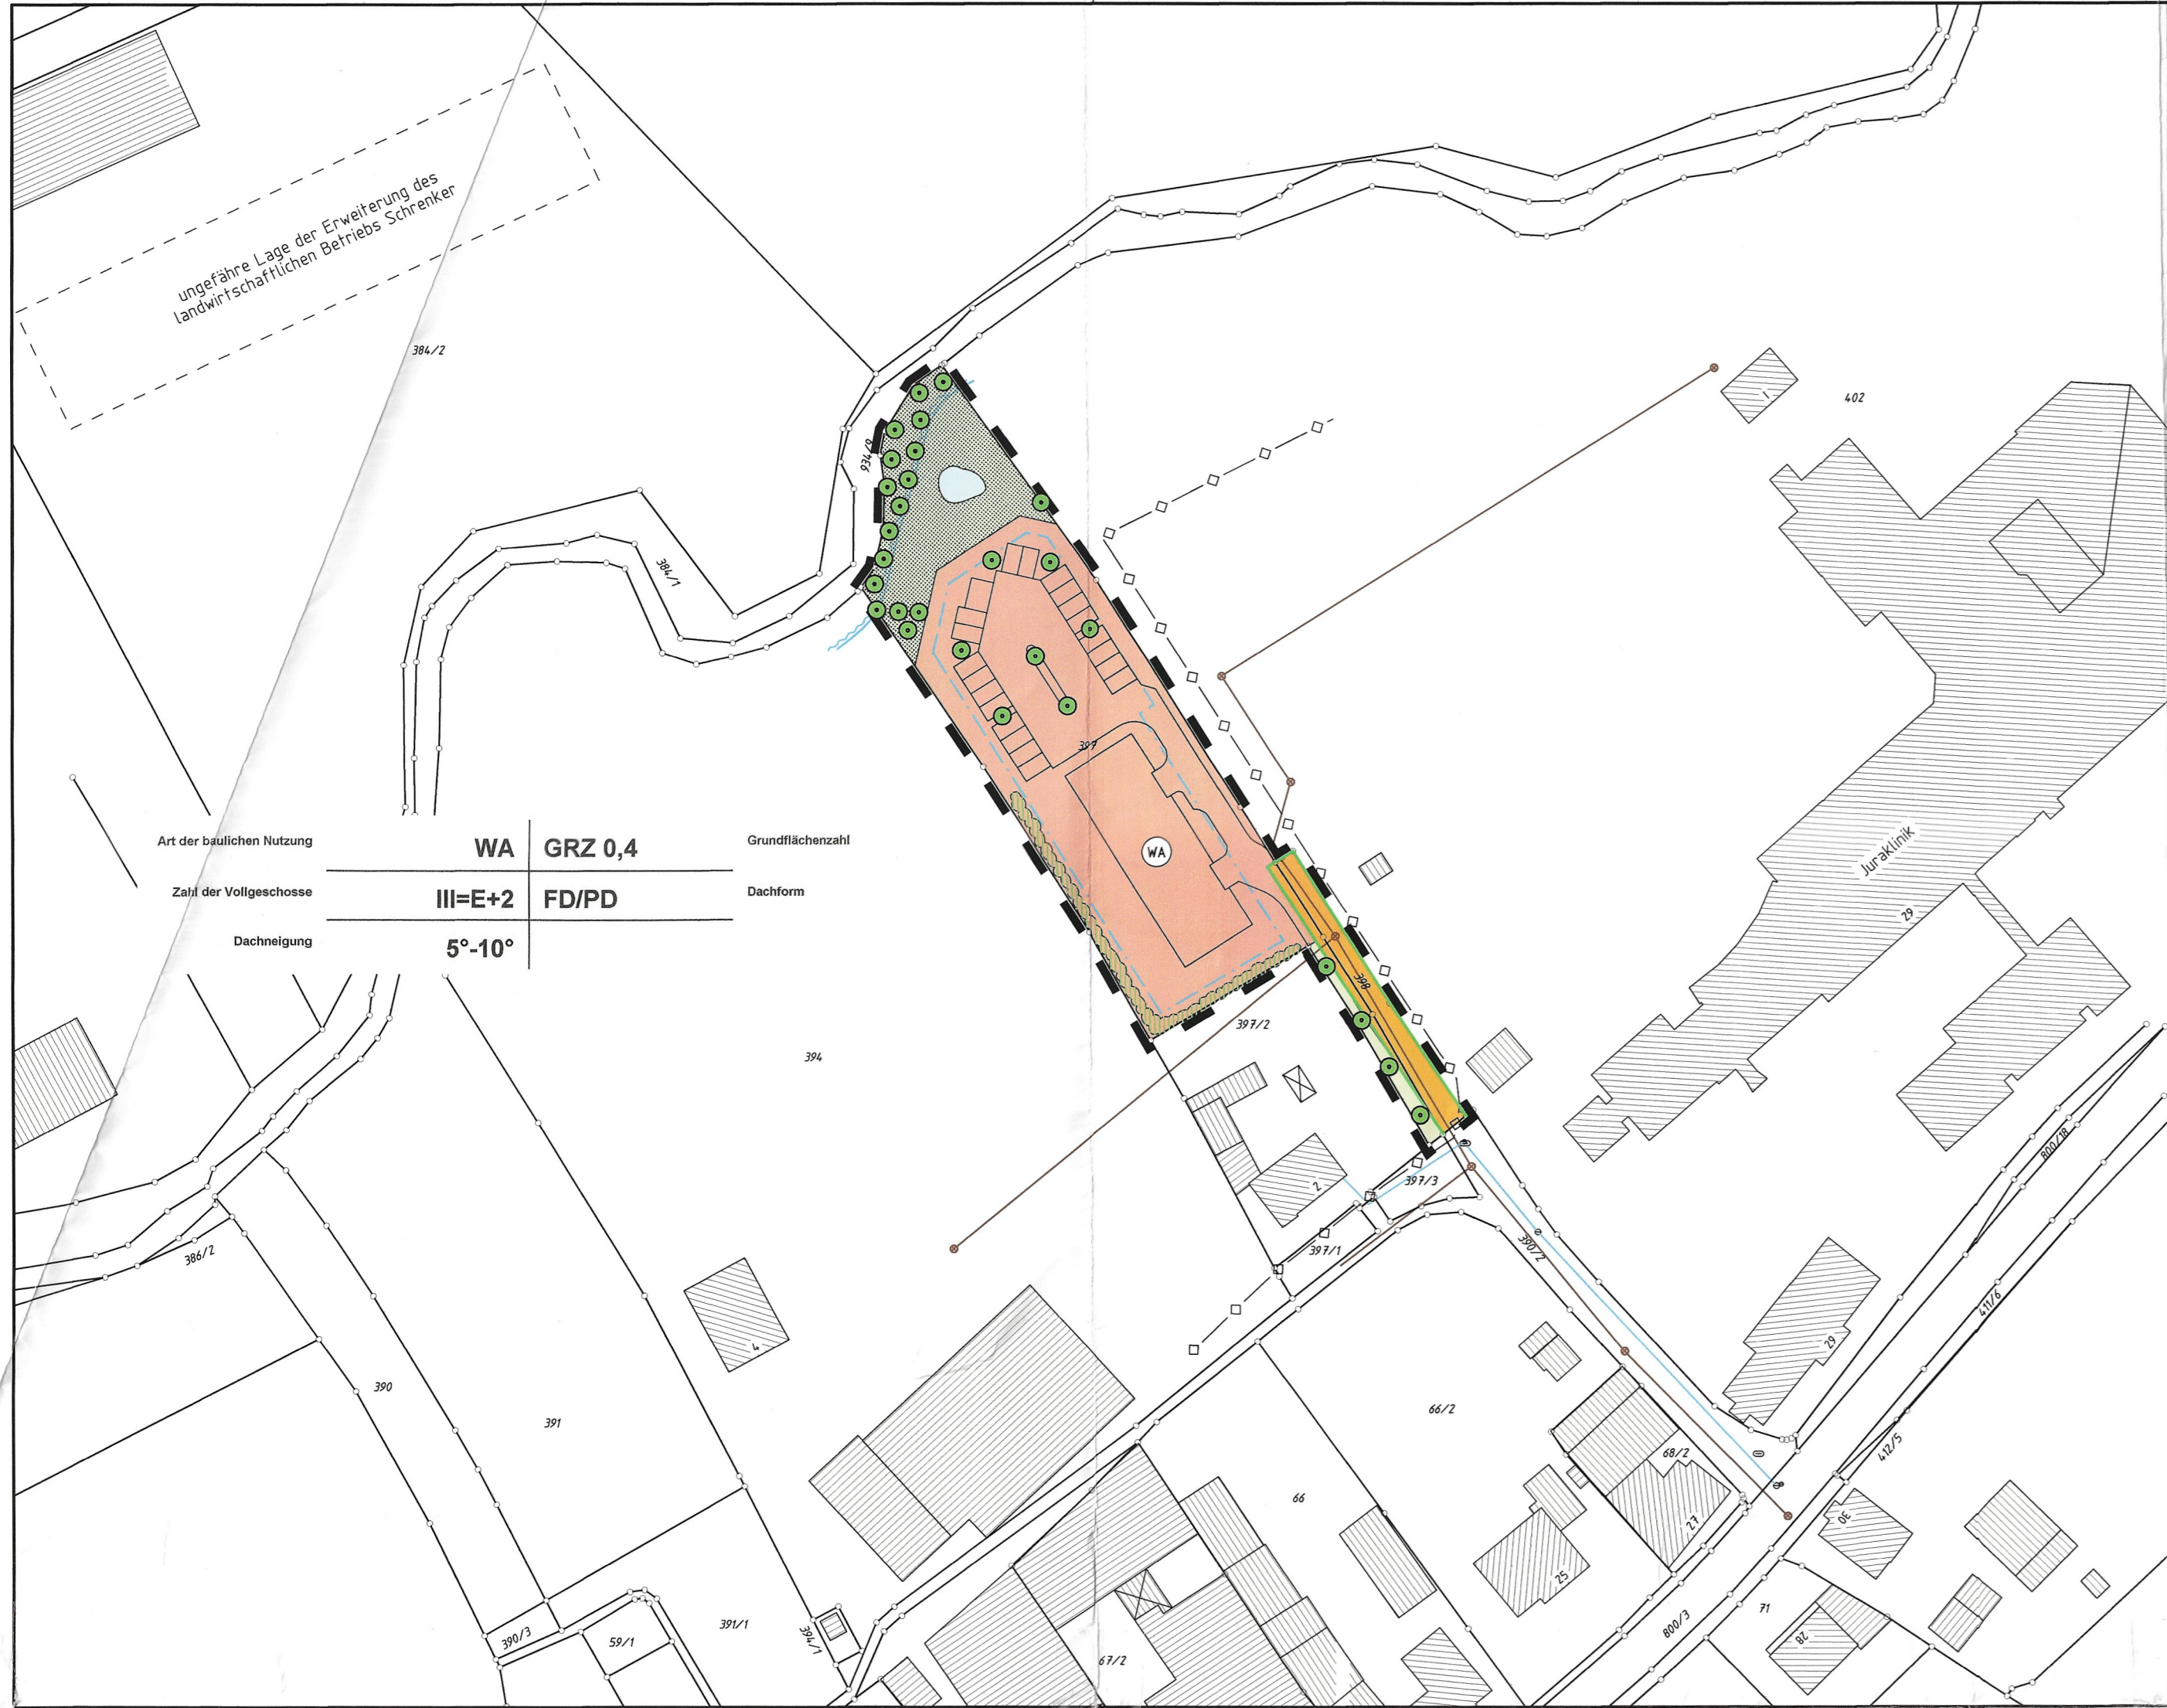 ungefähre Lage der Erweiterung des
landwirtschaftlichen Betriebs Schrenker
384/2
402
1
934/9
384/1
397
WA
Juraklinik
29
398
Art der baulichen Nutzung
WA
GRZ 0,4
Grundflächenzahl
Zahl der Vollgeschosse
III=E+2
FD/PD
Dachform
Dachneigung
5°-10°
394
397/2
2
397/3
397/1
390/2
386/2
800/18
411/6
29
4
390
391
66/2
68/2
412/5
66
27
30
25
71
28
800/3
390/3
59/1
391/1
394/1
67/2